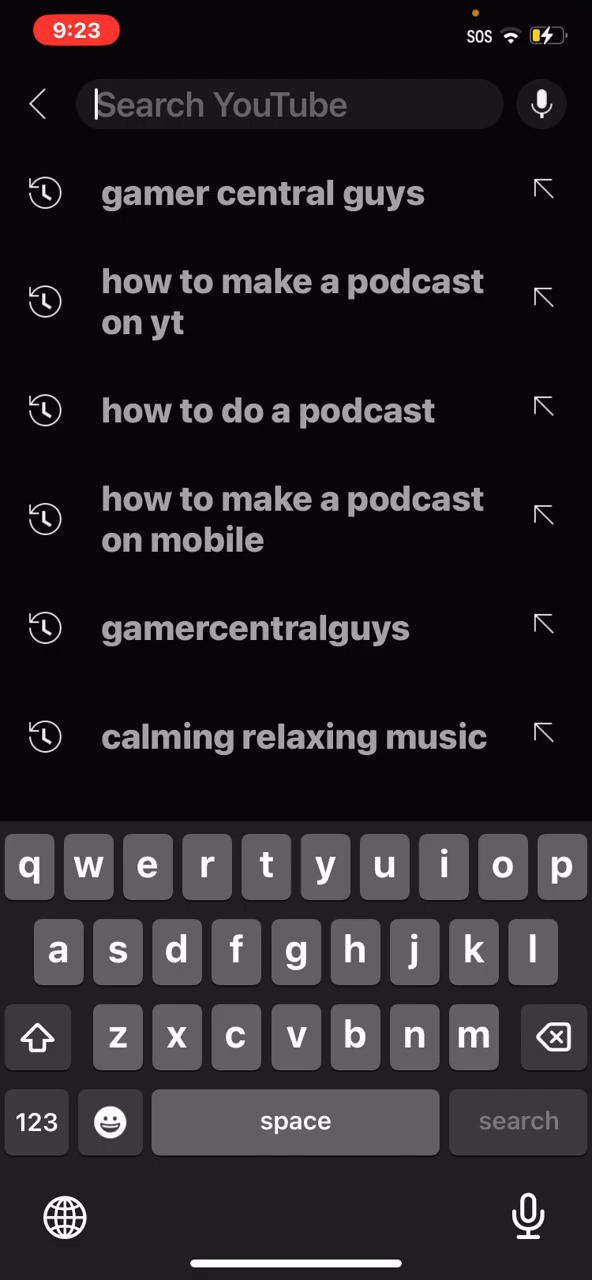 9:23
SOS
Search YouTube
gamer central guys
how to make a podcast
on yt
how to do a podcast
how to make a podcast
on mobile
gamercentralguys
calming relaxing music
q w e r t y u i o p
a s d f g h j k l
z x c v b n m
123 space search